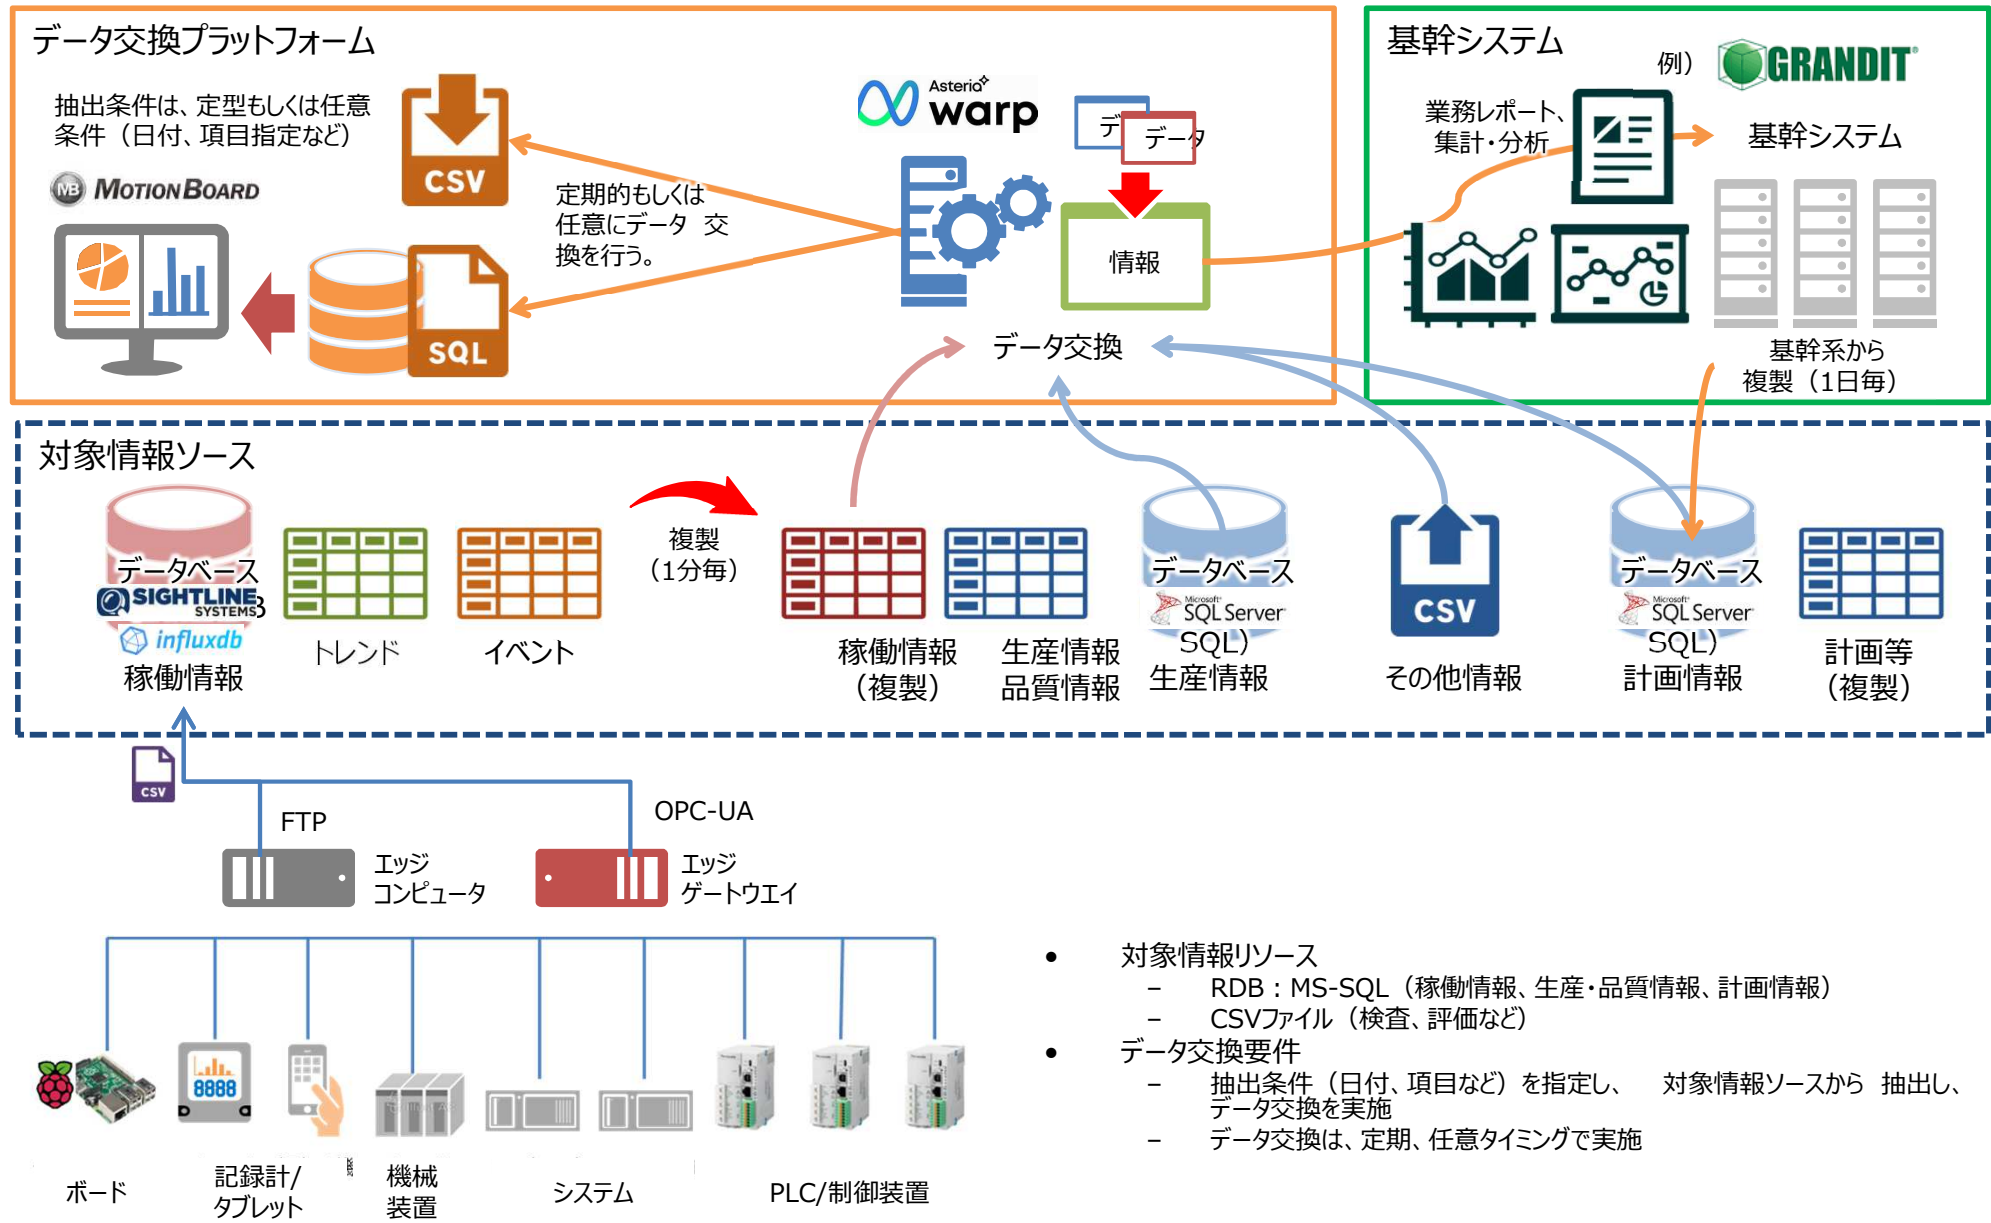 データ交換プラットフォーム
抽出条件は、定型もしくは任意
条件（日付、項目指定など）
MB MOTIONBOARD
CSV
SQL
定期的もしくは
任意にデータ 交
換を行う。
Asteria
warp
デ
データ
情報
データ交換
基幹システム
例）
GRANDIT
業務レポート、
集計・分析
基幹システム
基幹系から
複製（1日毎）
対象情報ソース
データベース
SIGHTLINE
SYSTEMS
influxdb
稼働情報
トレンド
イベント
複製
（1分毎）
稼働情報
（複製）
生産情報
品質情報
データベース
Microsoft
SQL Server
SQL）
生産情報
CSV
その他情報
データベース
Microsoft
SQL Server
SQL）
計画情報
計画等
（複製）
CSV
FTP
OPC-UA
エッジ
コンピュータ
エッジ
ゲートウエイ
8888
ボード
記録計/
タブレット
機械
装置
システム
PLC/制御装置
• 対象情報リソース
– RDB：MS-SQL（稼働情報、生産・品質情報、計画情報）
– CSVファイル（検査、評価など）
• データ交換要件
– 抽出条件（日付、項目など）を指定し、 対象情報ソースから 抽出し、
データ交換を実施
– データ交換は、定期、任意タイミングで実施